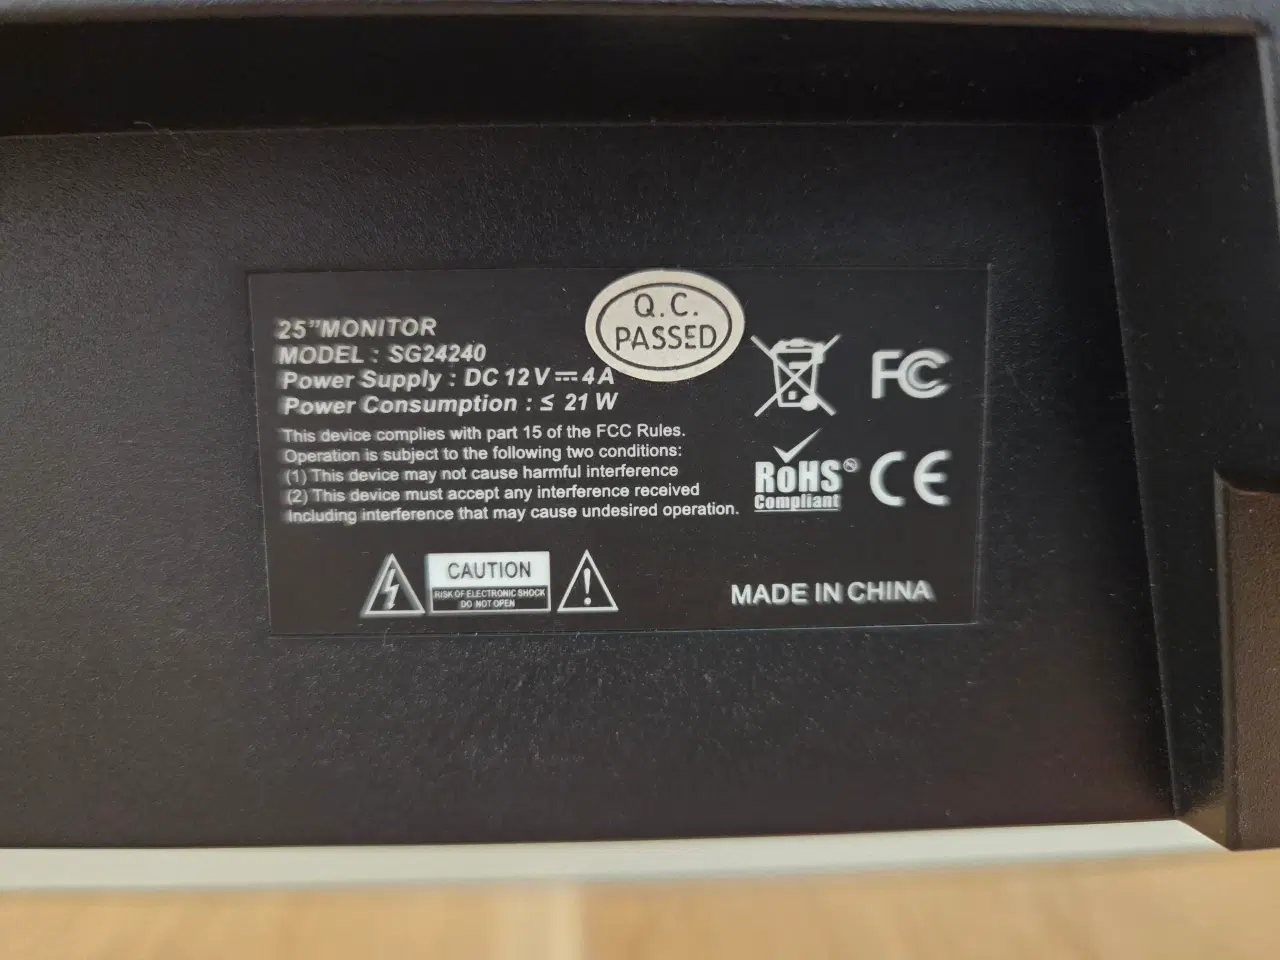 25”MONITOR
MODEL : SG24240
Power Supply : DC 12V⎓4A
Power Consumption : ≤ 21 W
Q.C.
PASSED
This device complies with part 15 of the FCC Rules.
Operation is subject to the following two conditions:
(1) This device may not cause harmful interference
(2) This device must accept any interference received
Including interference that may cause undesired operation.
FC
RoHS
Compliant
CE
CAUTION
RISK OF ELECTRONIC SHOCK
DO NOT OPEN
MADE IN CHINA